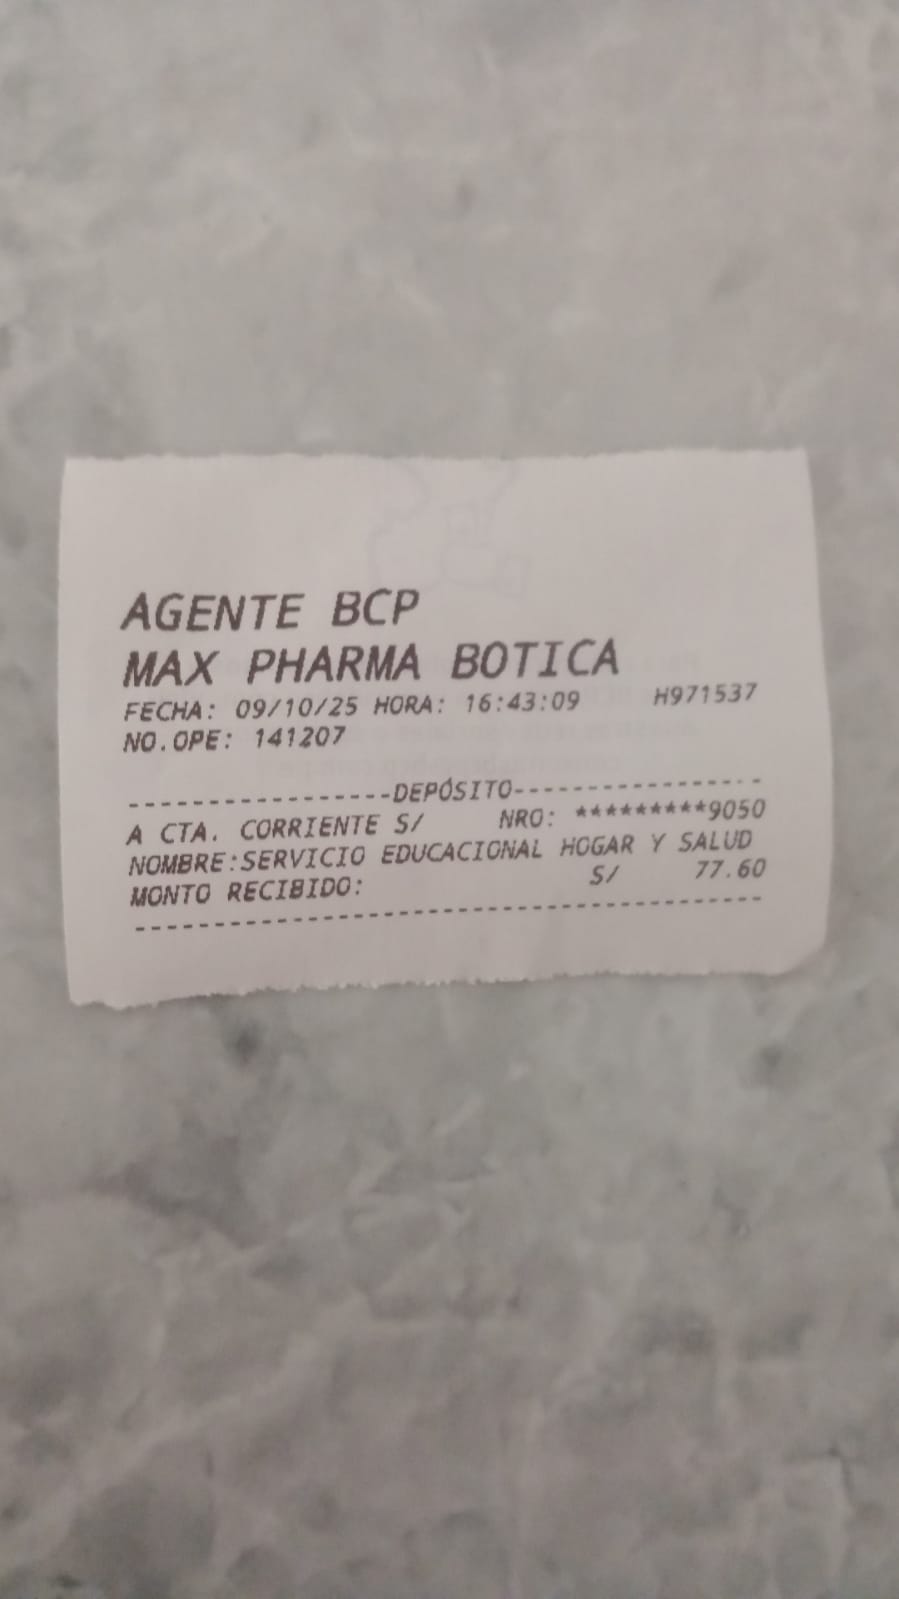 AGENTE BCP
MAX PHARMA BOTICA
FECHA: 09/10/25 HORA: 16:43:09 H971537
NO.OPE: 141207
-----------------DEPÓSITO----------------
A CTA. CORRIENTE S/ NRO: *********9050
NOMBRE:SERVICIO EDUCACIONAL HOGAR Y SALUD
MONTO RECIBIDO: S/ 77.60
-----------------------------------------